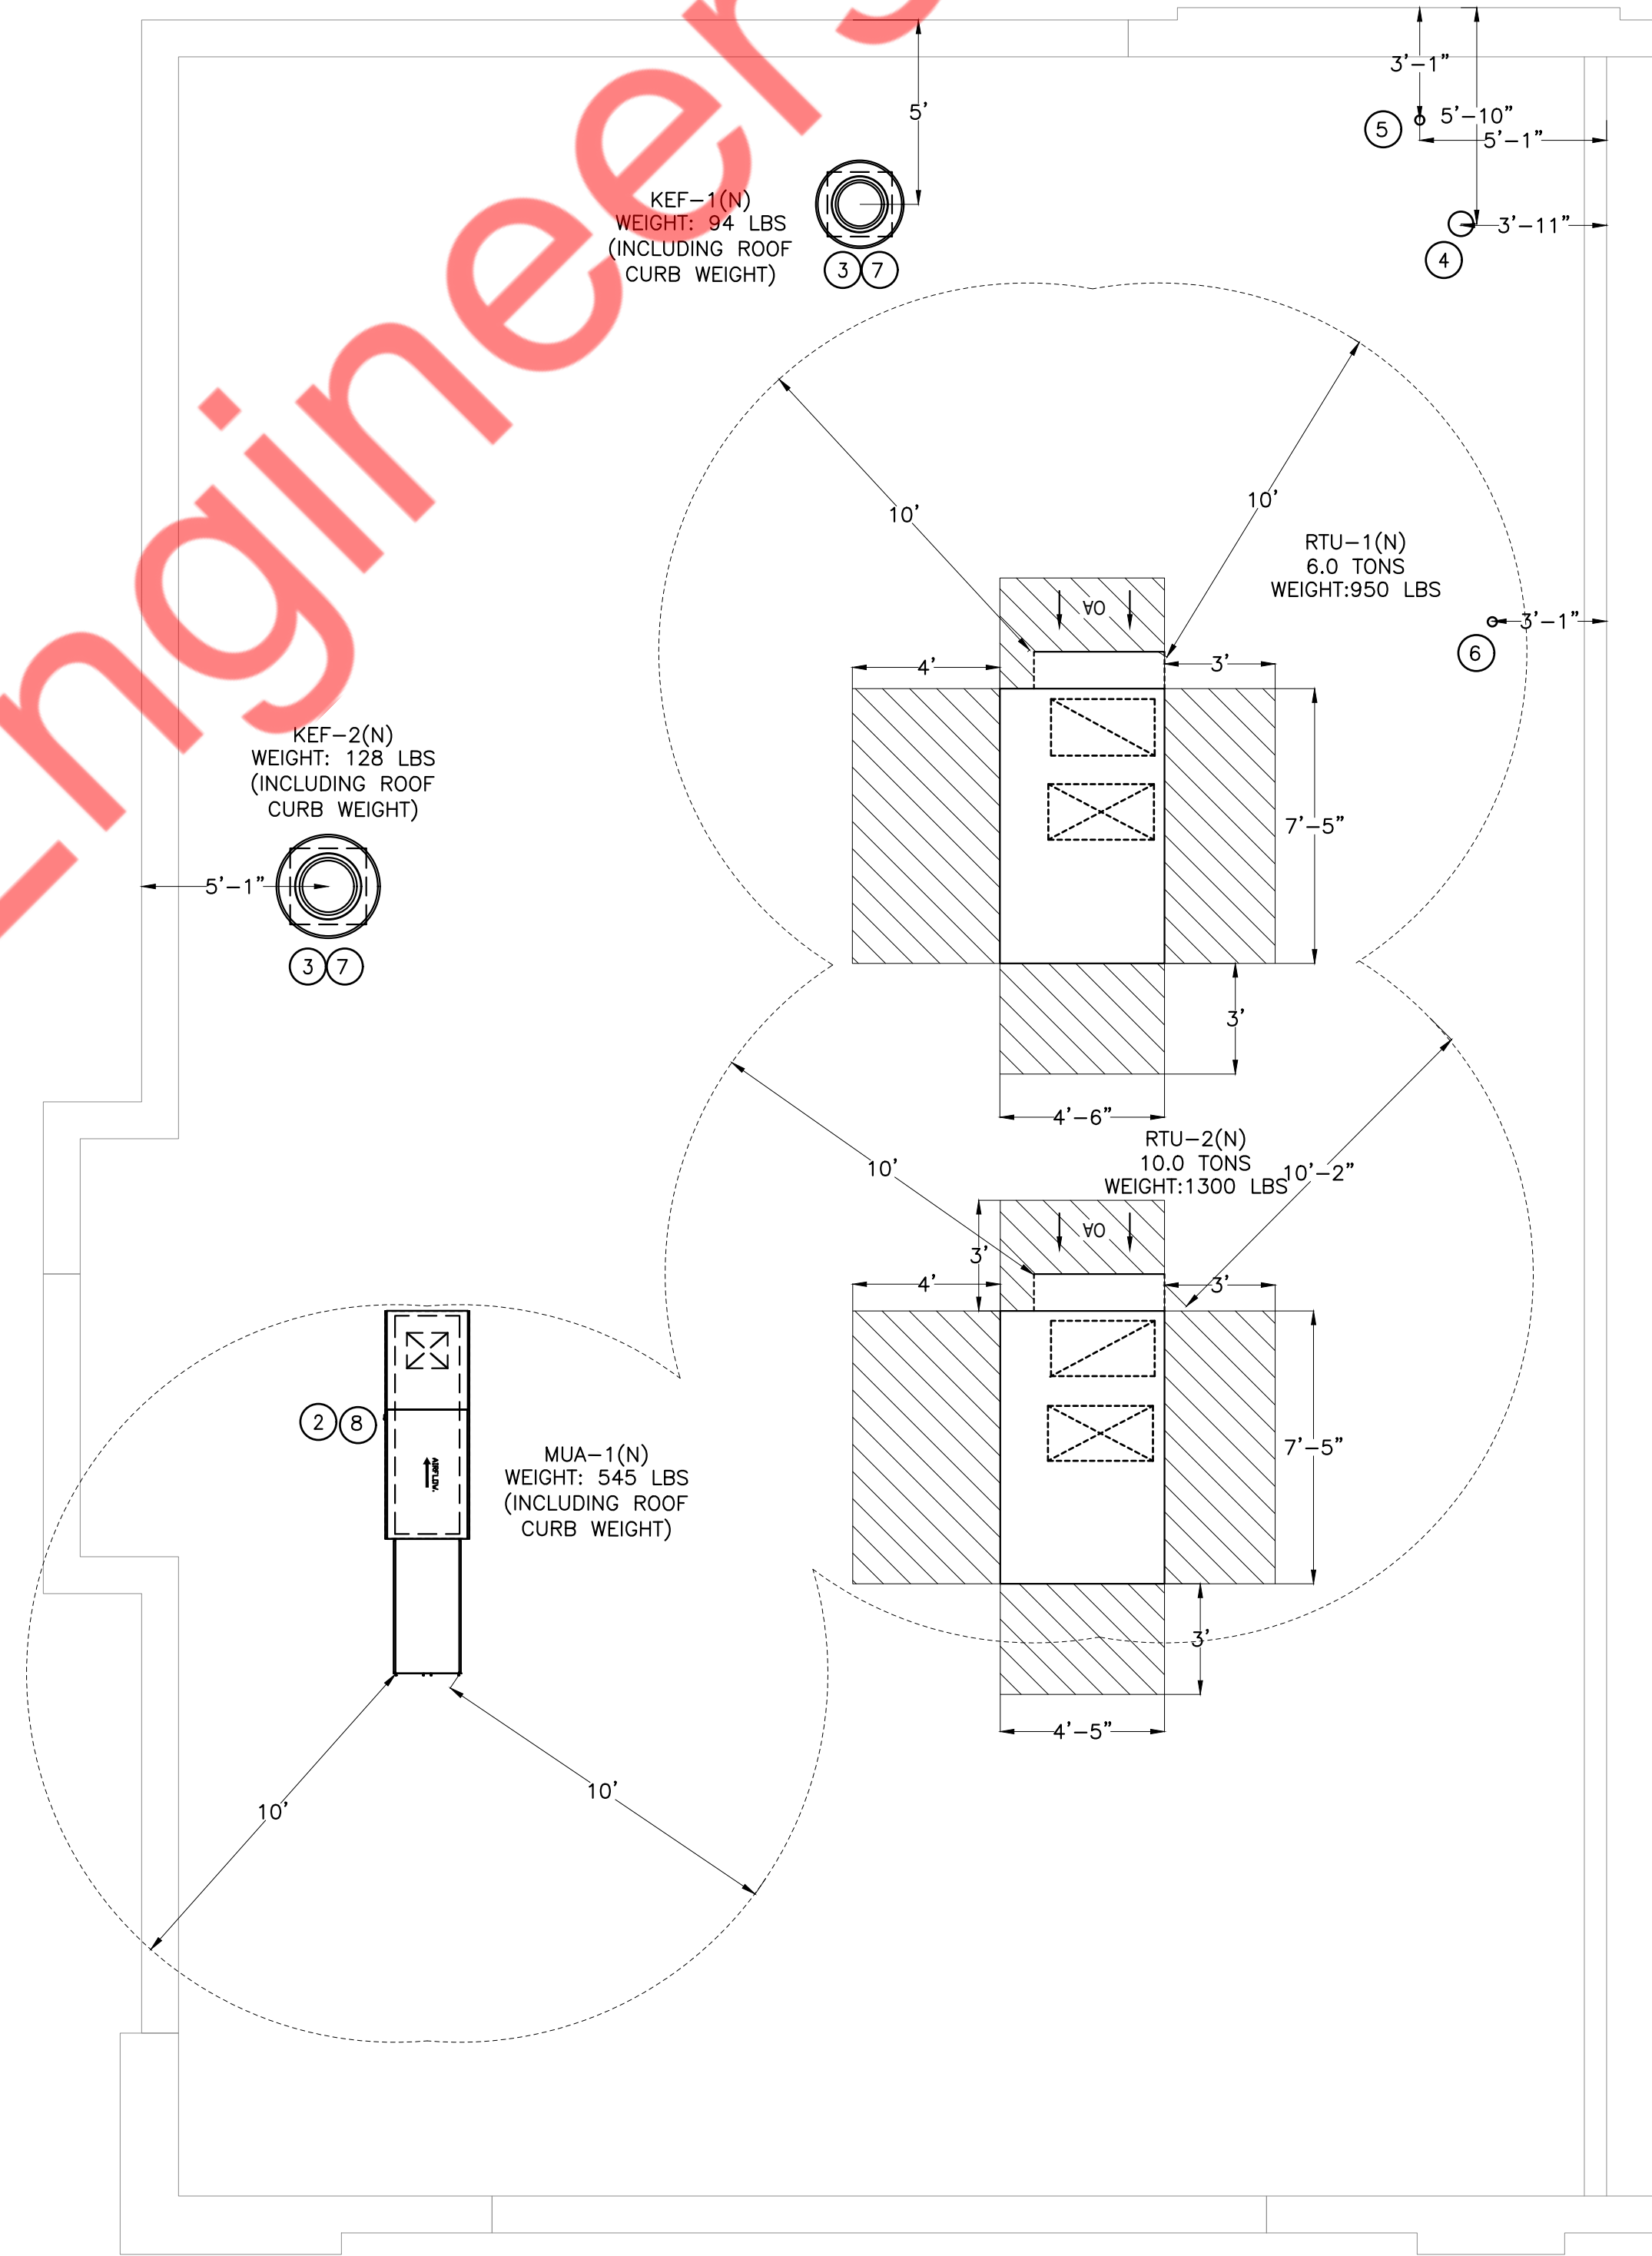 3'-1"
5'
5'-10"
5
5'-1"
KEF-1(N)
WEIGHT: 94 LBS
(INCLUDING ROOF
CURB WEIGHT)
3'-11"
3
7
4
10'
10'
RTU-1(N)
6.0 TONS
WEIGHT:950 LBS
OA
3'-1"
6
4'
3'
KEF-2(N)
WEIGHT: 128 LBS
(INCLUDING ROOF
CURB WEIGHT)
7'-5"
5'-1"
3
7
3'
4'-6"
RTU-2(N)
10.0 TONS
WEIGHT:1300 LBS
10'
10'-2"
OA
3'
4'
3'
2
8
MUA-1(N)
WEIGHT: 545 LBS
(INCLUDING ROOF
CURB WEIGHT)
7'-5"
3'
4'-5"
10'
10'